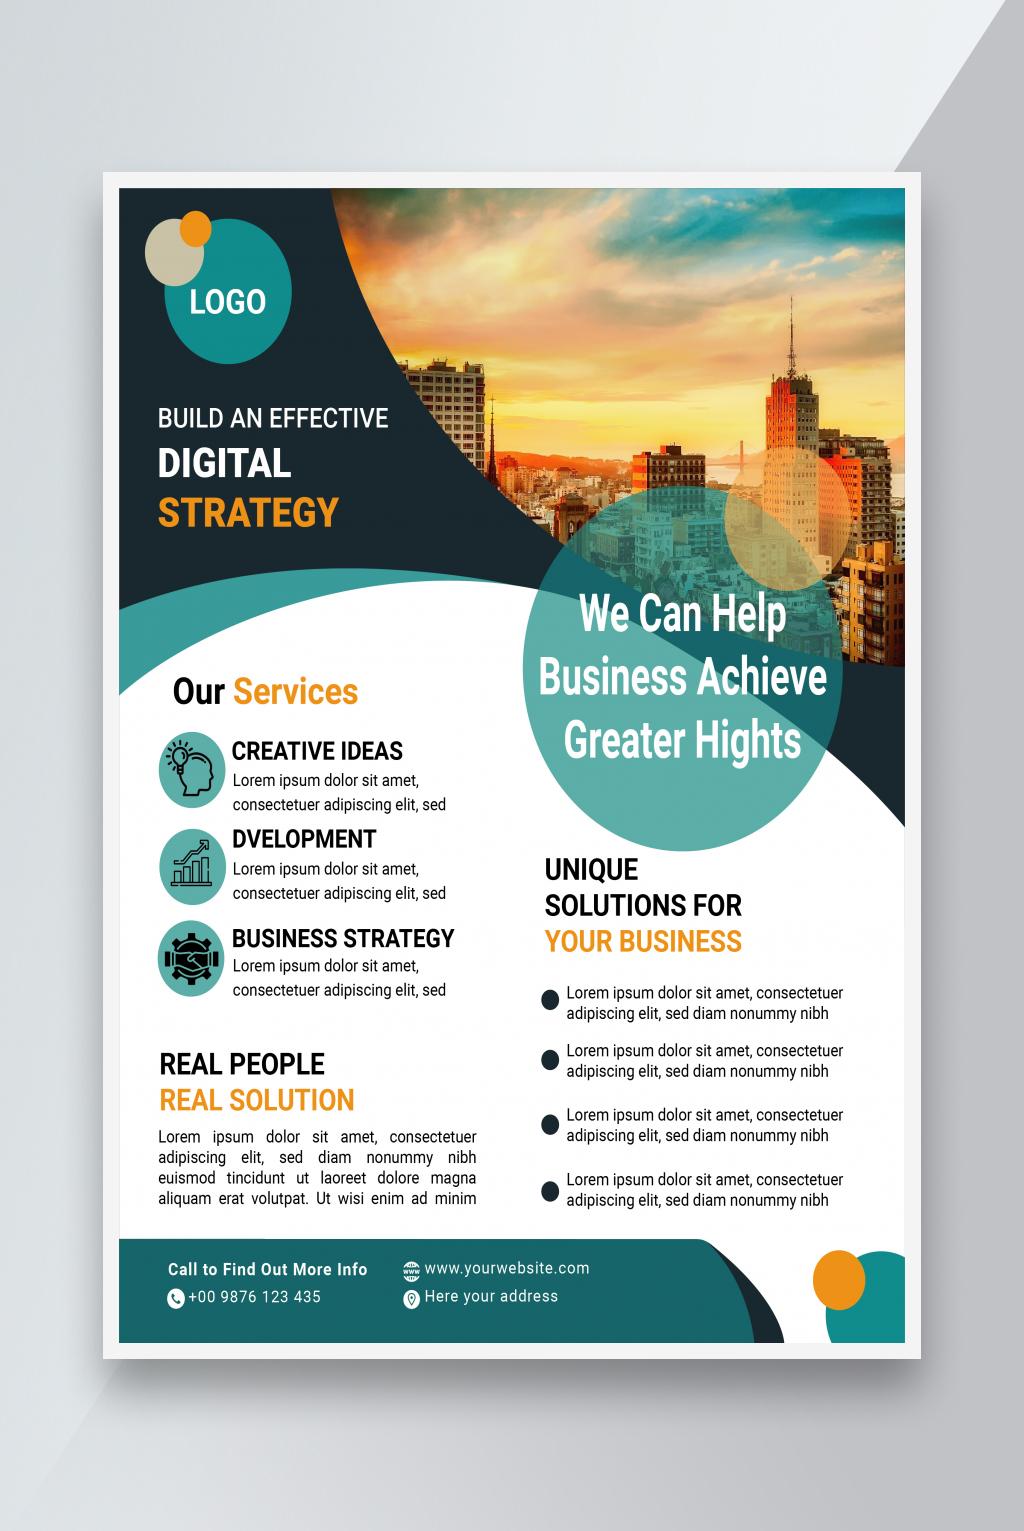 LOGO
BUILD AN EFFECTIVE
DIGITAL
STRATEGY
We Can Help
Business Achieve
Greater Hights
Our Services
CREATIVE IDEAS
Lorem ipsum dolor sit amet,
consectetuer adipiscing elit, sed
DVELOPMENT
Lorem ipsum dolor sit amet,
consectetuer adipiscing elit, sed
BUSINESS STRATEGY
Lorem ipsum dolor sit amet,
consectetuer adipiscing elit, sed
REAL PEOPLE
REAL SOLUTION
Lorem ipsum dolor sit amet, consectetuer
adipiscing elit, sed diam nonummy nibh
euismod tincidunt ut laoreet dolore magna
aliquam erat volutpat. Ut wisi enim ad minim
UNIQUE
SOLUTIONS FOR
YOUR BUSINESS
Lorem ipsum dolor sit amet, consectetuer
adipiscing elit, sed diam nonummy nibh
Lorem ipsum dolor sit amet, consectetuer
adipiscing elit, sed diam nonummy nibh
Lorem ipsum dolor sit amet, consectetuer
adipiscing elit, sed diam nonummy nibh
Lorem ipsum dolor sit amet, consectetuer
adipiscing elit, sed diam nonummy nibh
Call to Find Out More Info
+00 9876 123 435
www
www.yourwebsite.com
Here your address